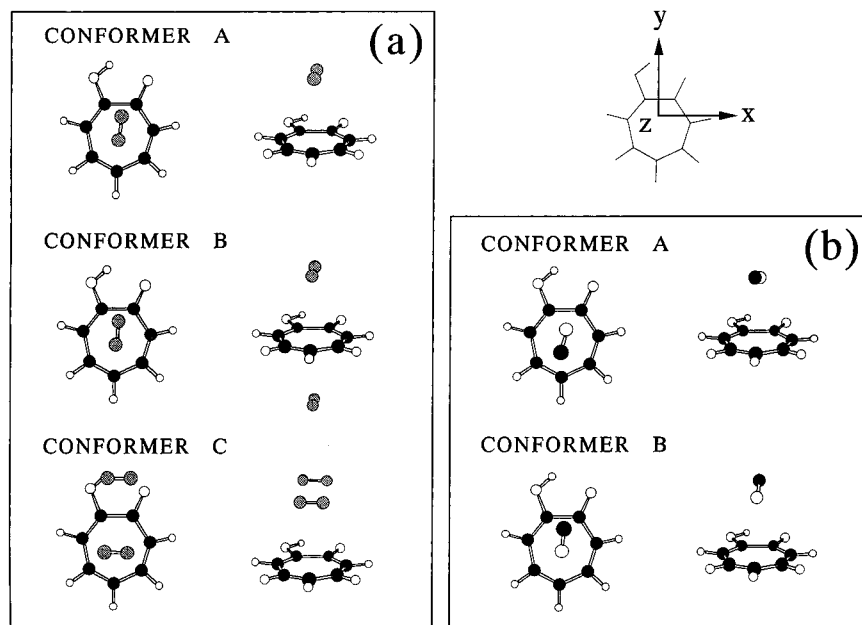 (a)
CONFORMER A
CONFORMER B
CONFORMER C
y
x
z
(b)
CONFORMER A
CONFORMER B